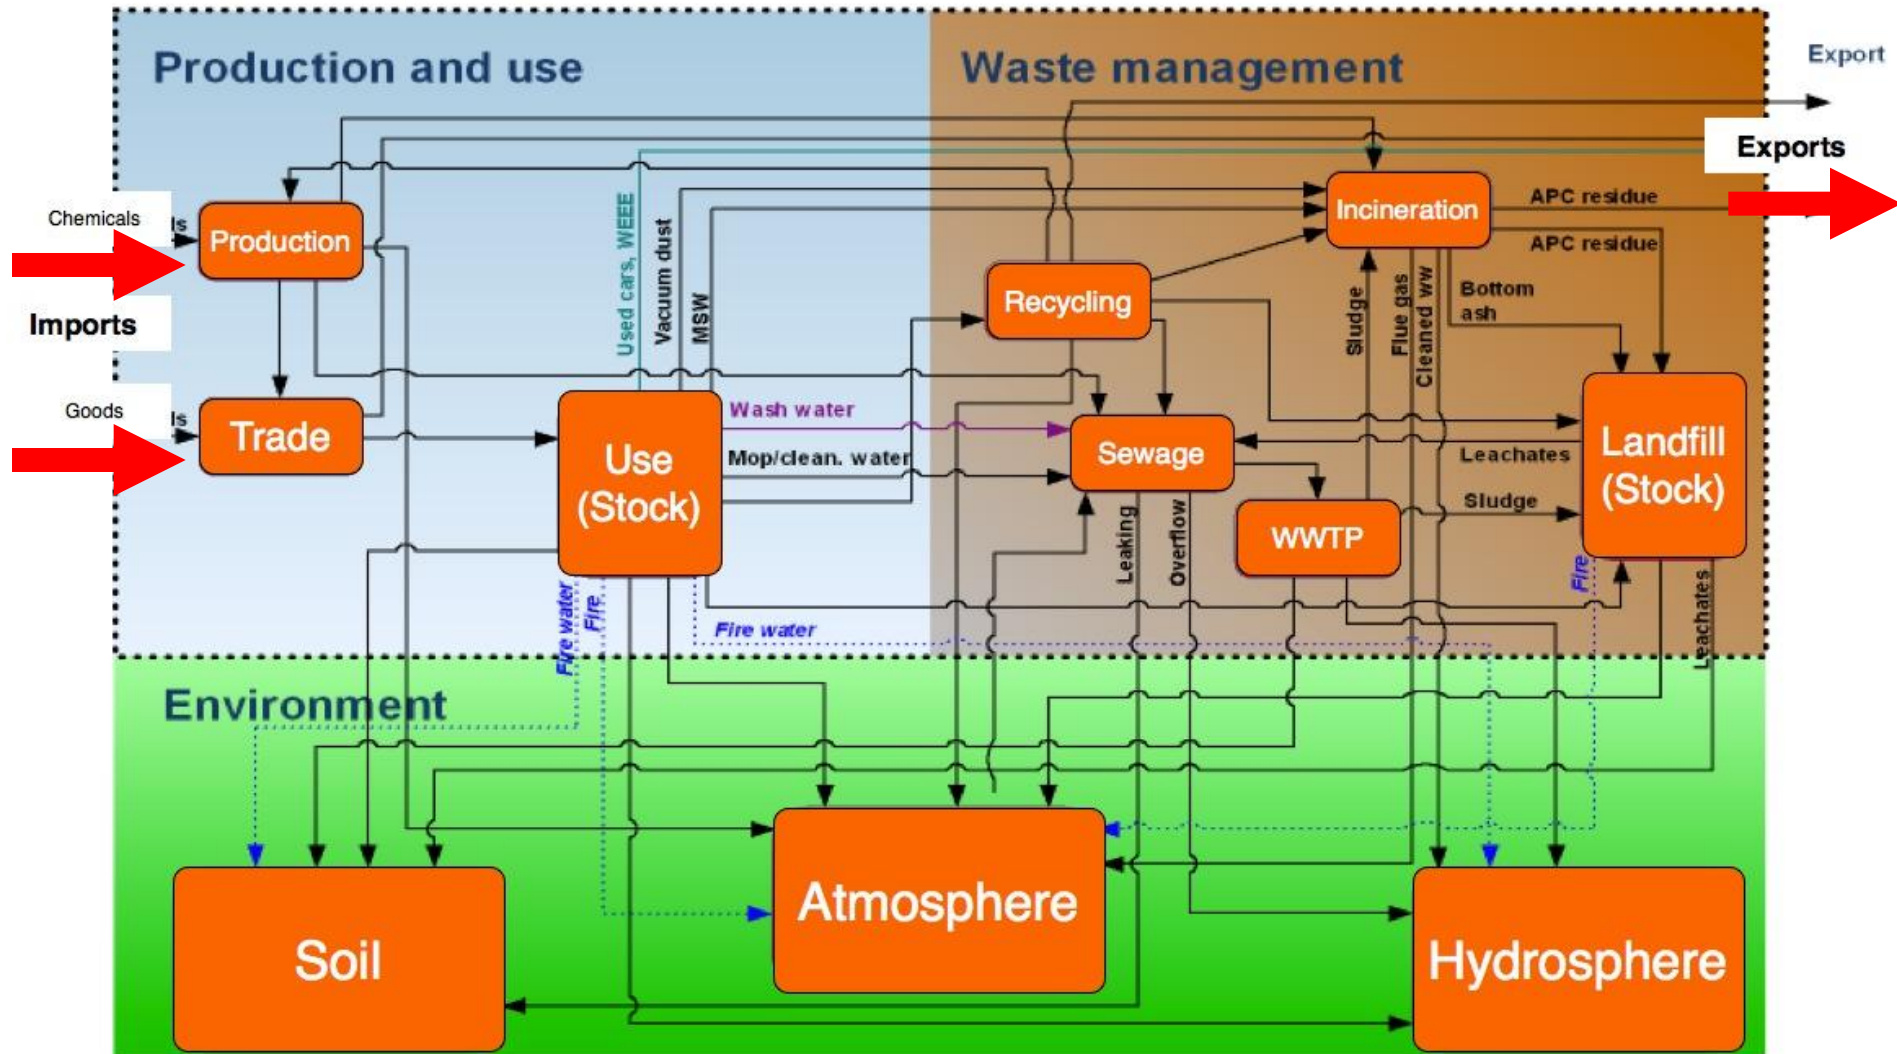 Production and use
Waste management
Export
Exports
Chemicals
ls
Production
Imports
Goods
ls
Trade
Used cars, WEEE
Vacuum dust
MSW
Use
(Stock)
Wash water
Mop/clean. water
Recycling
Incineration
APC residue
APC residue
Sludge
Flue gas
Cleaned ww
Bottom
ash
Sewage
Leachates
Landfill
(Stock)
Sludge
WWTP
Leaking
Overflow
Fire
Leachates
Fire water
Fire
Fire water
Environment
Soil
Atmosphere
Hydrosphere